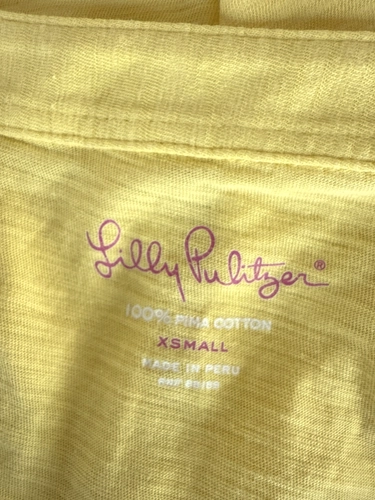 Lilly Pulitzer®
100% PIMA COTTON
XSMALL
MADE IN PERU